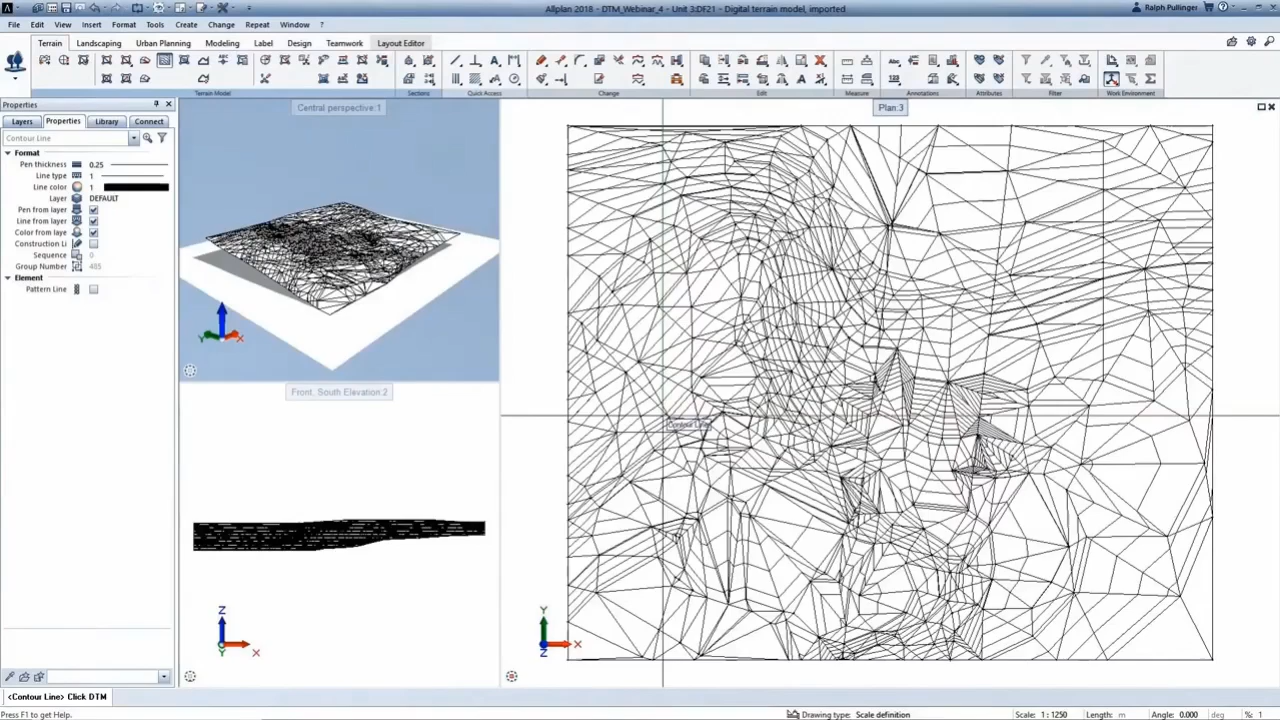 Allplan 2018 - DTM_Webinar_4 - Unit 3:DF21 - Digital terrain model, imported
Ralph Pullinger
File Edit View Insert Format Tools Create Change Repeat Window ?
Terrain Landscaping Urban Planning Modeling Label Design Teamwork Layout Editor
Terrain Model Sections Quick Access Change Edit Measure Annotations Attributes Filter Work Environment
Properties
Layers Properties Library Connect
Contour Line
Format
Pen thickness 0.25
Line type 1
Line color 1
Layer DEFAULT
Pen from layer
Line from layer
Color from laye
Construction Li
Sequence 0
Group Number 485
Element
Pattern Line
Central perspective:1
Y X
Front, South Elevation:2
Z
X
Y
Plan:3
Contour Line
Y
X
Z
<Contour Line> Click DTM
Press F1 to get Help.
Drawing type: Scale definition Scale: 1 : 1250 Length: m Angle: 0.000 deg %: 1